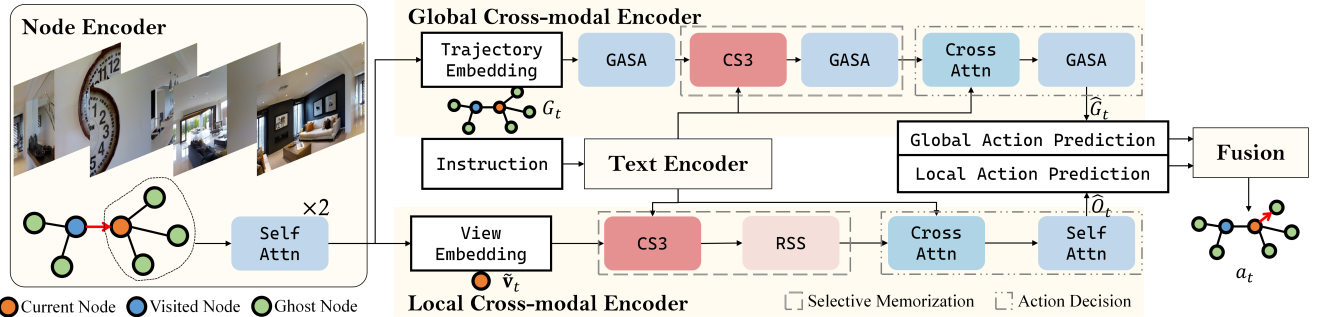 Node Encoder
×2
Self
Attn
Current Node
Visited Node
Ghost Node
Global Cross-modal Encoder
Trajectory
Embedding
GASA
CS3
GASA
Cross
Attn
GASA
G_t
Ĝ_t
Instruction
Text Encoder
Global Action Prediction
Local Action Prediction
Fusion
Ô_t
View
Embedding
CS3
RSS
Cross
Attn
Self
Attn
ṽ_t
a_t
Local Cross-modal Encoder
Selective Memorization
Action Decision